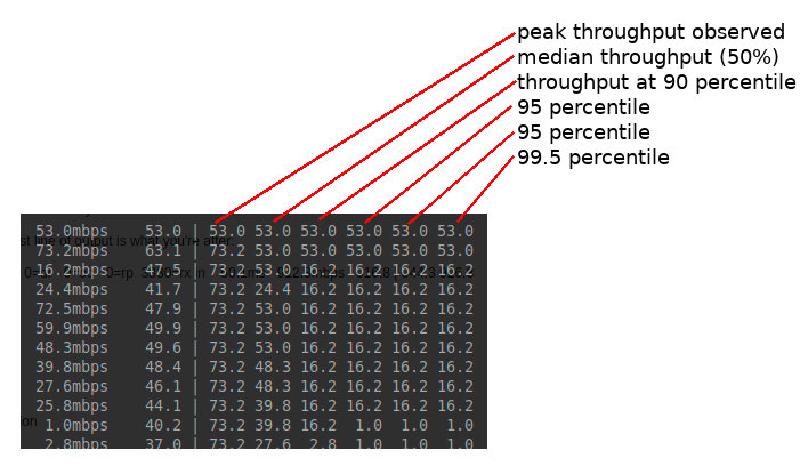 peak throughput observed
median throughput (50%)
throughput at 90 percentile
95 percentile
95 percentile
99.5 percentile
53.0mbps 53.0 | 53.0 53.0 53.0 53.0 53.0 53.0
st line of output is what you're after:
73.2mbps 63.1 | 73.2 53.0 53.0 53.0 53.0 53.0
16.2mbps 47.5 | 73.2 53.0 16.2 16.2 16.2 16.2
24.4mbps 41.7 | 73.2 24.4 16.2 16.2 16.2 16.2
72.5mbps 47.9 | 73.2 53.0 16.2 16.2 16.2 16.2
59.9mbps 49.9 | 73.2 53.0 16.2 16.2 16.2 16.2
48.3mbps 49.6 | 73.2 53.0 16.2 16.2 16.2 16.2
39.8mbps 48.4 | 73.2 48.3 16.2 16.2 16.2 16.2
27.6mbps 46.1 | 73.2 48.3 16.2 16.2 16.2 16.2
25.8mbps 44.1 | 73.2 39.8 16.2 16.2 16.2 16.2
on
1.0mbps 40.2 | 73.2 39.8 16.2 1.0 1.0 1.0
2.8mbps 37.0 | 73.2 27.6 2.8 1.0 1.0 1.0